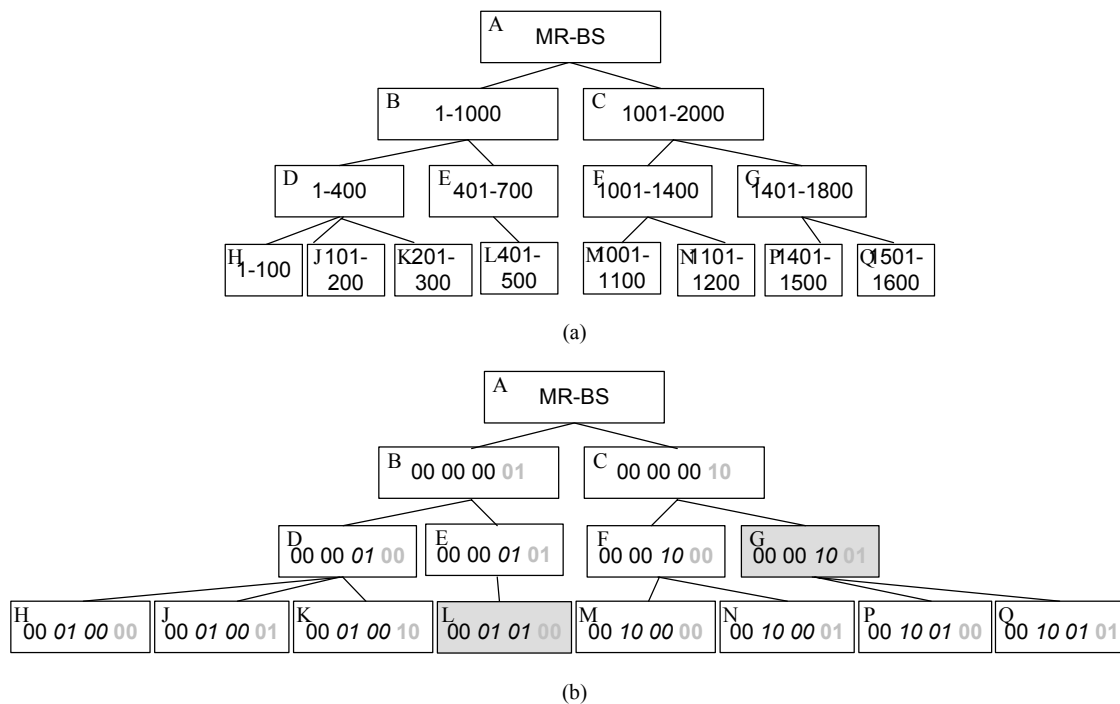 A
MR-BS
B
1-1000
C
1001-2000
D
1-400
E
401-700
F
1001-1400
G
1401-1800
H
1-100
J
101-
200
K
201-
300
L
401-
500
M
1001-
1100
N
1101-
1200
P
1401-
1500
Q
1501-
1600
(a)
A
MR-BS
B
00 00 00 01
C
00 00 00 10
D
00 00 01 00
E
00 00 01 01
F
00 00 10 00
G
00 00 10 01
H
00 01 00 00
J
00 01 00 01
K
00 01 00 10
L
00 01 01 00
M
00 10 00 00
N
00 10 00 01
P
00 10 01 00
Q
00 10 01 01
(b)